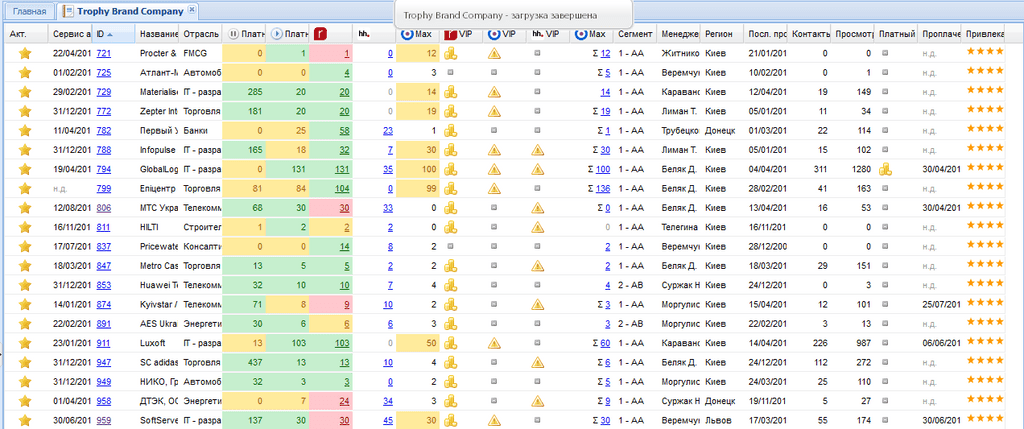 Главная Trophy Brand Company
Trophy Brand Company - загрузка завершена
Акт. Сервис а ID Название Отрасль Платн Платн r hh. Max r VIP VIP hh. VIP Max Сегмент Менедже Регион Посл. про Контакть Просмот Платный Проплаче Привлека
22/04/201 721 Procter & FMCG 0 1 1 0 12 Σ 12 1 - AA Житнико Киев 21/01/201 0 0 н.д.
01/02/201 725 Атлант-М Автомоб 0 0 4 0 3 Σ 5 1 - AA Веремчу Киев 10/02/201 0 1 н.д.
29/02/201 729 Materialise IT - разра 285 20 20 0 14 14 1 - AA Караванс Киев 12/04/201 19 149 н.д.
31/12/201 772 Zepter Int Торговля 181 20 20 0 19 Σ 19 1 - AA Лиман Т. Киев 05/01/201 11 34 н.д.
11/04/201 782 Первый У Банки 0 25 58 23 1 Σ 1 1 - AA Трубецко Донецк 01/03/201 22 114 н.д.
31/12/201 788 Infopulse IT - разра 165 18 32 7 30 Σ 30 1 - AA Лиман Т. Киев 05/01/201 15 102 н.д.
19/04/201 794 GlobalLog IT - разра 0 131 131 35 100 Σ 100 1 - AA Беляк Д. Киев 04/04/201 311 1280 30/04/201
н.д. 799 Епіцентр Торговля 81 84 104 0 99 Σ 136 1 - AA Беляк Д. Киев 28/02/201 41 163 н.д.
12/08/201 806 МТС Укра Телекомм 68 30 30 33 0 Σ 0 1 - AA Беляк Д. Киев 13/04/201 16 53 30/04/201
16/11/201 811 HILTI Строител 1 2 2 2 0 0 1 - AA Телегина Киев 16/11/201 0 0 н.д.
17/07/201 837 Pricewate Консалти 0 0 14 8 2 2 1 - AA Веремчу Киев 28/12/200 0 0 н.д.
18/03/201 847 Metro Cas Торговля 13 5 5 2 2 2 1 - AA Беляк Д. Киев 18/03/201 29 151 н.д.
31/12/201 853 Huawei Te Телекомм 32 10 10 7 4 4 2 - AB Суржак Н Киев 24/12/201 0 3 н.д.
14/01/201 874 Kyivstar / Телекомм 71 8 9 10 2 Σ 3 1 - AA Моргулис Киев 15/04/201 12 101 25/07/201
22/02/201 891 AES Ukra Энергети 30 6 6 6 3 3 2 - AB Моргулис Киев 22/02/201 3 13 н.д.
23/01/201 911 Luxoft IT - разра 13 103 103 0 50 Σ 60 1 - AA Караванс Киев 14/04/201 226 987 06/06/201
31/12/201 947 SC adidas Торговля 437 13 13 10 4 Σ 6 1 - AA Беляк Д. Киев 24/12/201 112 272 н.д.
31/12/201 949 НИКО, Гр Автомоб 32 3 3 0 2 Σ 5 1 - AA Моргулис Киев 24/03/201 25 110 н.д.
01/04/201 958 ДТЭК, ОС Энергети 0 7 24 34 3 Σ 9 1 - AA Суржак Н Донецк 19/11/201 5 27 н.д.
30/06/201 959 SoftServe IT - разра 137 30 30 45 30 Σ 30 1 - AA Веремчу Львов 17/03/201 55 174 30/06/201